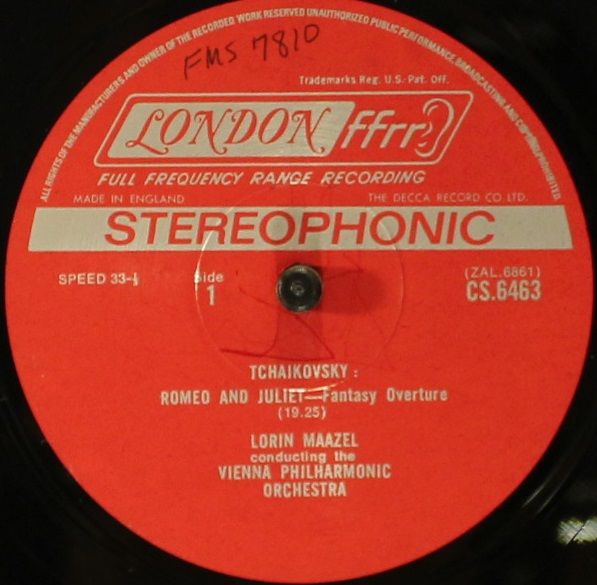 ALL RIGHTS OF THE MANUFACTURERS AND OWNER OF THE RECORDED WORK RESERVED UNAUTHORIZED PUBLIC PERFORMANCE, BROADCASTING AND COPYING PROHIBITED.
FMS 7810
Trademarks Reg. U.S. Pat. Off.
LONDON ffrr
FULL FREQUENCY RANGE RECORDING
MADE IN ENGLAND THE DECCA RECORD CO. LTD.
STEREOPHONIC
SPEED 33-⅓ Side (ZAL.6861)
1 CS.6463
TCHAIKOVSKY :
ROMEO AND JULIET—Fantasy Overture
(19.25)
LORIN MAAZEL
conducting the
VIENNA PHILHARMONIC
ORCHESTRA